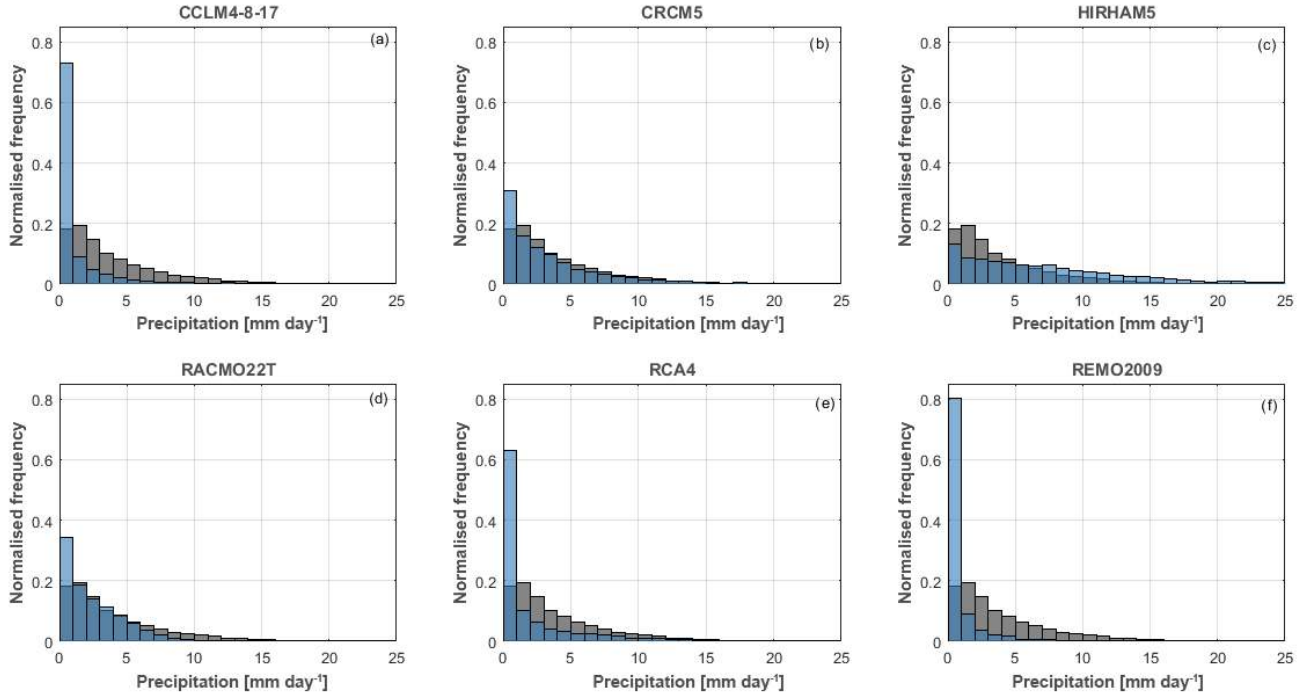 CCLM4-8-17
(a)
Normalised frequency
0.8
0.6
0.4
0.2
0
0 5 10 15 20 25
Precipitation [mm day⁻¹]
CRCM5
(b)
Normalised frequency
0.8
0.6
0.4
0.2
0
0 5 10 15 20 25
Precipitation [mm day⁻¹]
HIRHAM5
(c)
Normalised frequency
0.8
0.6
0.4
0.2
0
0 5 10 15 20 25
Precipitation [mm day⁻¹]
RACMO22T
(d)
Normalised frequency
0.8
0.6
0.4
0.2
0
0 5 10 15 20 25
Precipitation [mm day⁻¹]
RCA4
(e)
Normalised frequency
0.8
0.6
0.4
0.2
0
0 5 10 15 20 25
Precipitation [mm day⁻¹]
REMO2009
(f)
Normalised frequency
0.8
0.6
0.4
0.2
0
0 5 10 15 20 25
Precipitation [mm day⁻¹]